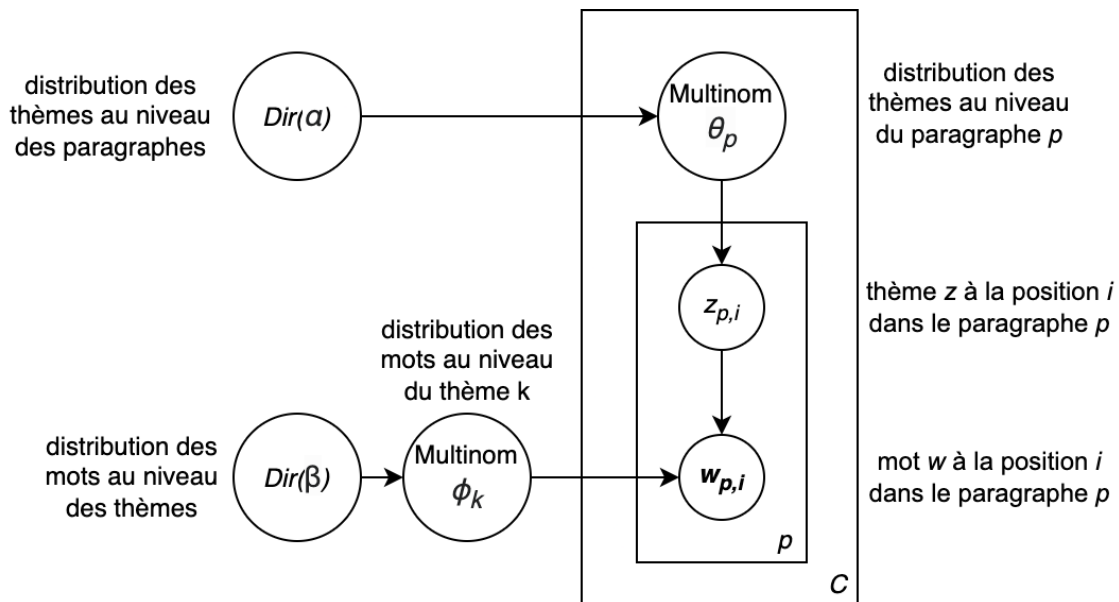 distribution des
thèmes au niveau
des paragraphes
Dir(α)
Multinom
θp
distribution des
thèmes au niveau
du paragraphe p
zp,i
thème z à la position i
dans le paragraphe p
distribution des
mots au niveau
du thème k
distribution des
mots au niveau
des thèmes
Dir(β)
Multinom
ϕk
wp,i
mot w à la position i
dans le paragraphe p
p
C